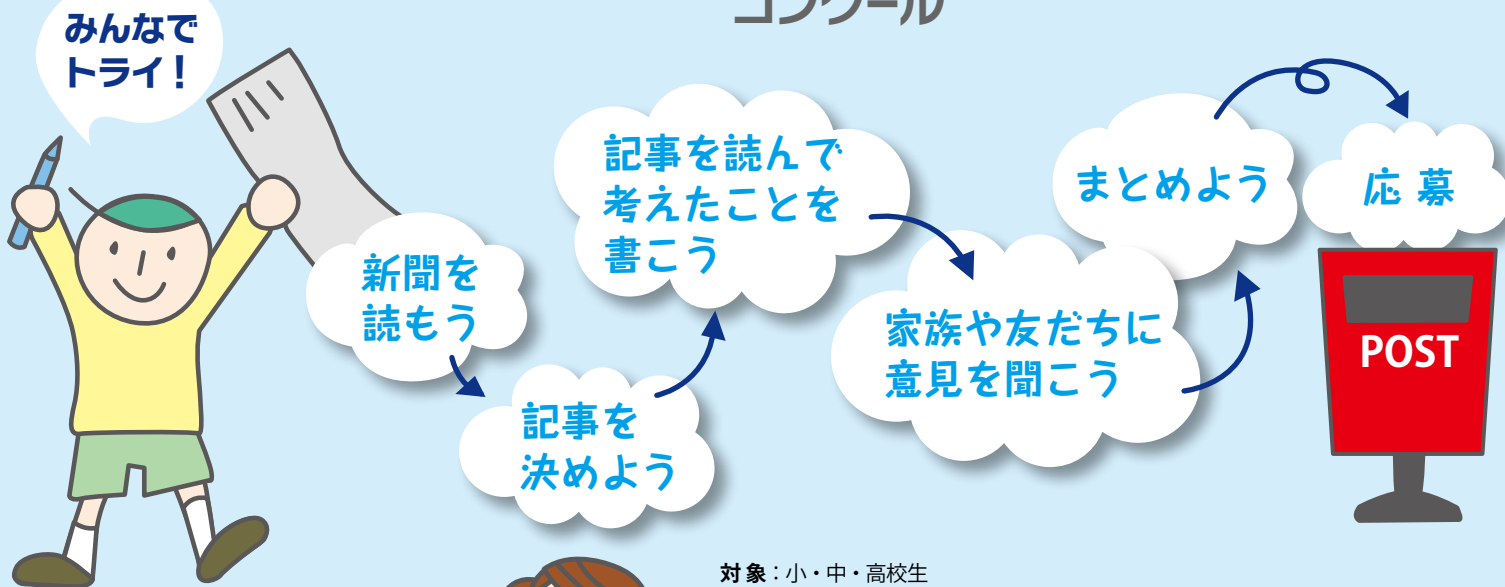 コンクール
みんなで
トライ！
新聞を
読もう
記事を
決めよう
記事を読んで
考えたことを
書こう
家族や友だちに
意見を聞こう
まとめよう
応 募
POST
対 象：小・中・高校生